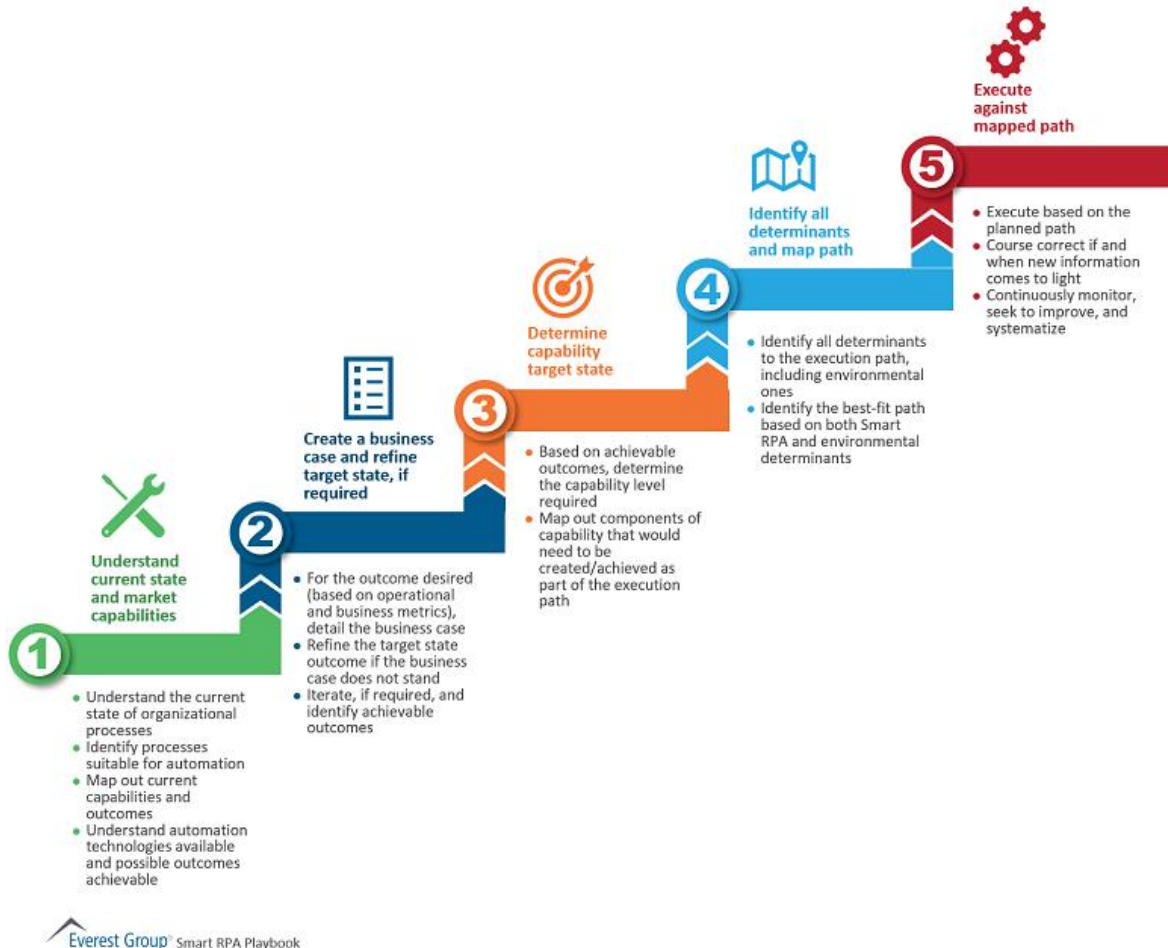 1
Understand
current state
and market
capabilities
• Understand the current
state of organizational
processes
• Identify processes
suitable for automation
• Map out current
capabilities and
outcomes
• Understand automation
technologies available
and possible outcomes
achievable
2
Create a business
case and refine
target state, if
required
• For the outcome desired
(based on operational
and business metrics),
detail the business case
• Refine the target state
outcome if the business
case does not stand
• Iterate, if required, and
identify achievable
outcomes
3
Determine
capability
target state
• Based on achievable
outcomes, determine
the capability level
required
• Map out components of
capability that would
need to be
created/achieved as
part of the execution
path
4
Identify all
determinants
and map path
• Identify all determinants
to the execution path,
including environmental
ones
• Identify the best-fit path
based on both Smart
RPA and environmental
determinants
5
Execute
against
mapped path
• Execute based on the
planned path
• Course correct if and
when new information
comes to light
• Continuously monitor,
seek to improve, and
systematize
Everest Group® Smart RPA Playbook